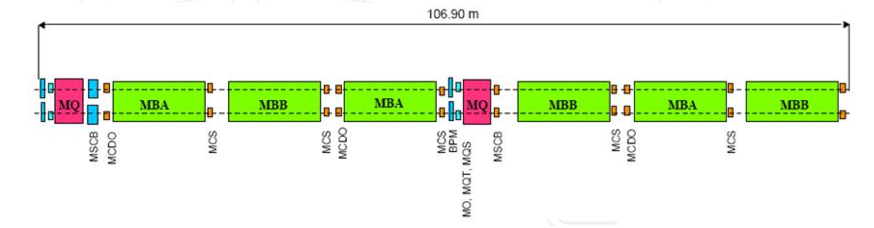 106.90 m
MQ MBA MBB MBA MQ MBB MBA MBB
MSCB
MCDO
MCS
MCS
MCDO
MCS
BPM
MO, MQT, MQS
MSCB
MCS
MCDO
MCS